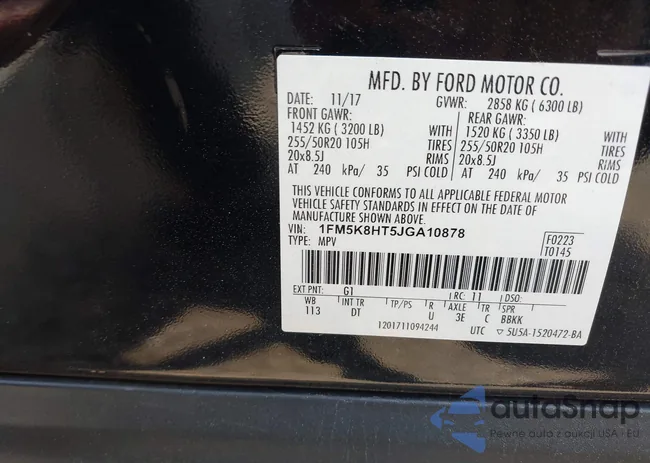 MFD. BY FORD MOTOR CO.
DATE: 11/17 GVWR: 2858 KG ( 6300 LB)
FRONT GAWR: REAR GAWR:
1452 KG ( 3200 LB) WITH 1520 KG ( 3350 LB) WITH
255/50R20 105H TIRES 255/50R20 105H TIRES
20x8.5J RIMS 20x8.5J RIMS
AT 240 kPa/ 35 PSI COLD AT 240 kPa/ 35 PSI COLD
THIS VEHICLE CONFORMS TO ALL APPLICABLE FEDERAL MOTOR
VEHICLE SAFETY STANDARDS IN EFFECT ON THE DATE OF
MANUFACTURE SHOWN ABOVE.
VIN: 1FM5K8HT5JGA10878 F0223
TYPE: MPV T0145
EXT PNT: G1 RC: 11 DSO:
WB INT TR TP/PS R AXLE TR SPR
113 DT U 3E C BBKK
1201711094244 UTC ▽ 5U5A-1520472-BA
autoSnap
Pewne auta z aukcji USA i EU